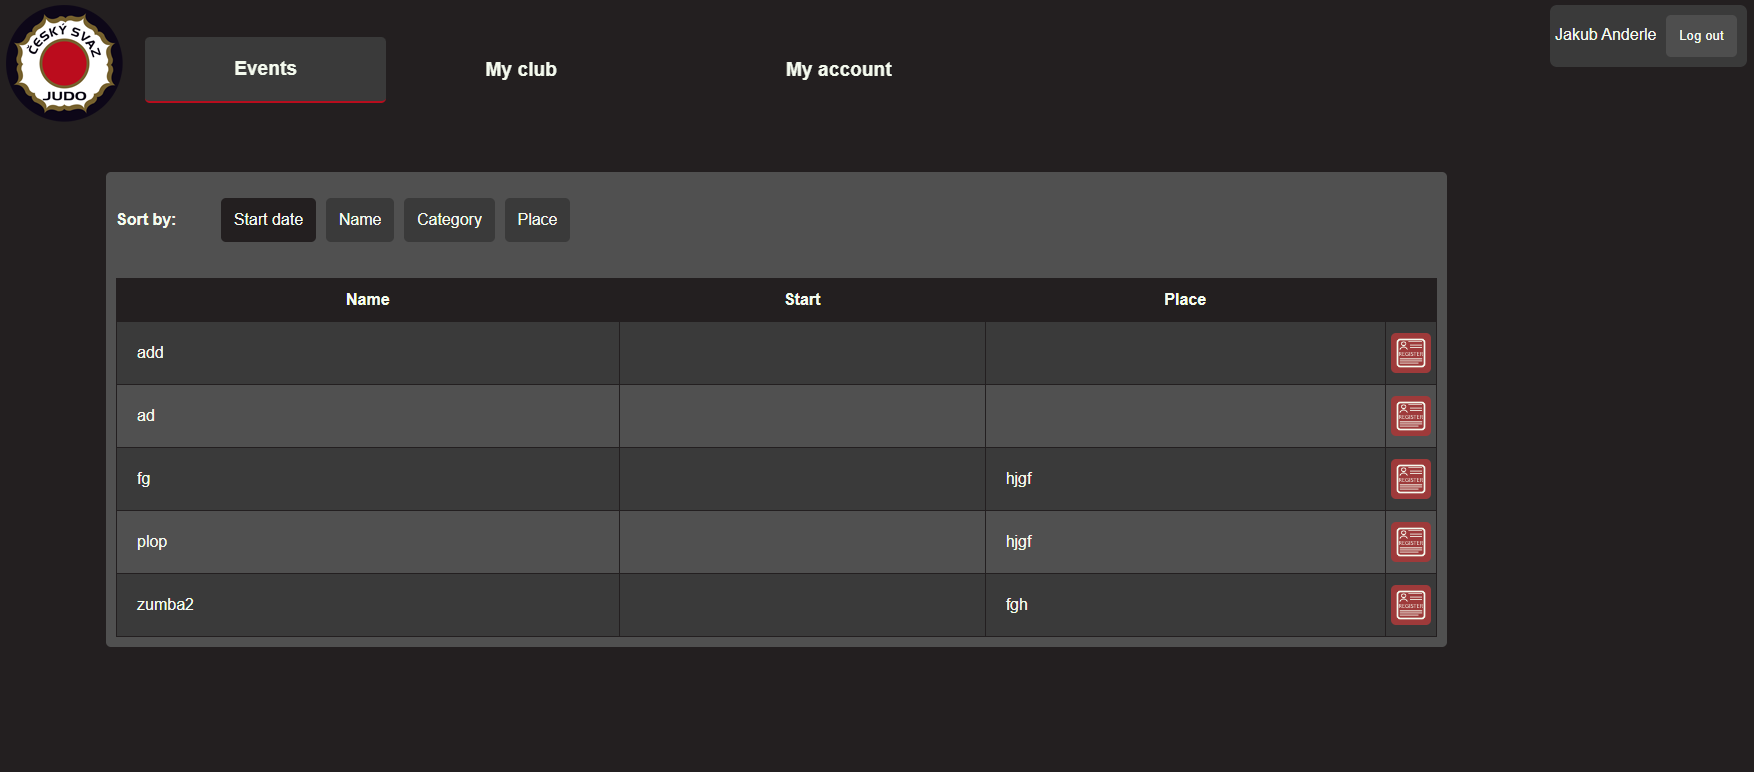 ČESKÝ SVAZ
JUDO
Events
My club
My account
Jakub Anderle
Log out
Sort by:
Start date
Name
Category
Place
Name Start Place
add
REGISTER
ad
REGISTER
fg hjgf
REGISTER
plop hjgf
REGISTER
zumba2 fgh
REGISTER